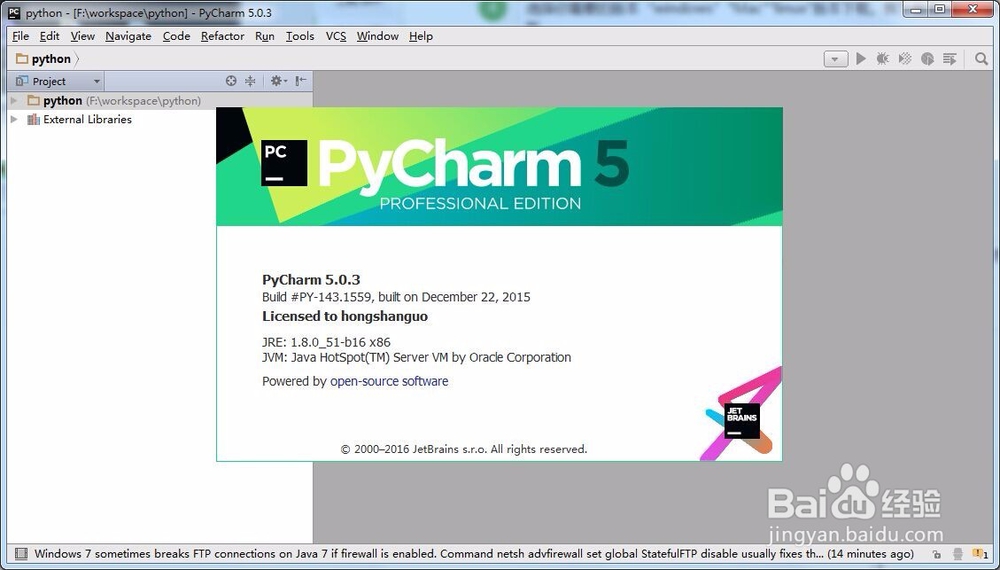 python - [F:\workspace\python] - PyCharm 5.0.3
File Edit View Navigate Code Refactor Run Tools VCS Window Help
python
Project
python (F:\workspace\python)
External Libraries
PC
PyCharm 5
PROFESSIONAL EDITION
PyCharm 5.0.3
Build #PY-143.1559, built on December 22, 2015
Licensed to hongshanguo
JRE: 1.8.0_51-b16 x86
JVM: Java HotSpot(TM) Server VM by Oracle Corporation
Powered by open-source software
JET
BRAINS
© 2000–2016 JetBrains s.r.o. All rights reserved.
Baidu 经验
jingyan.baidu.com
Windows 7 sometimes breaks FTP connections on Java 7 if firewall is enabled. Command netsh advfirewall set global StatefulFTP disable usually fixes th... (14 minutes ago)
1